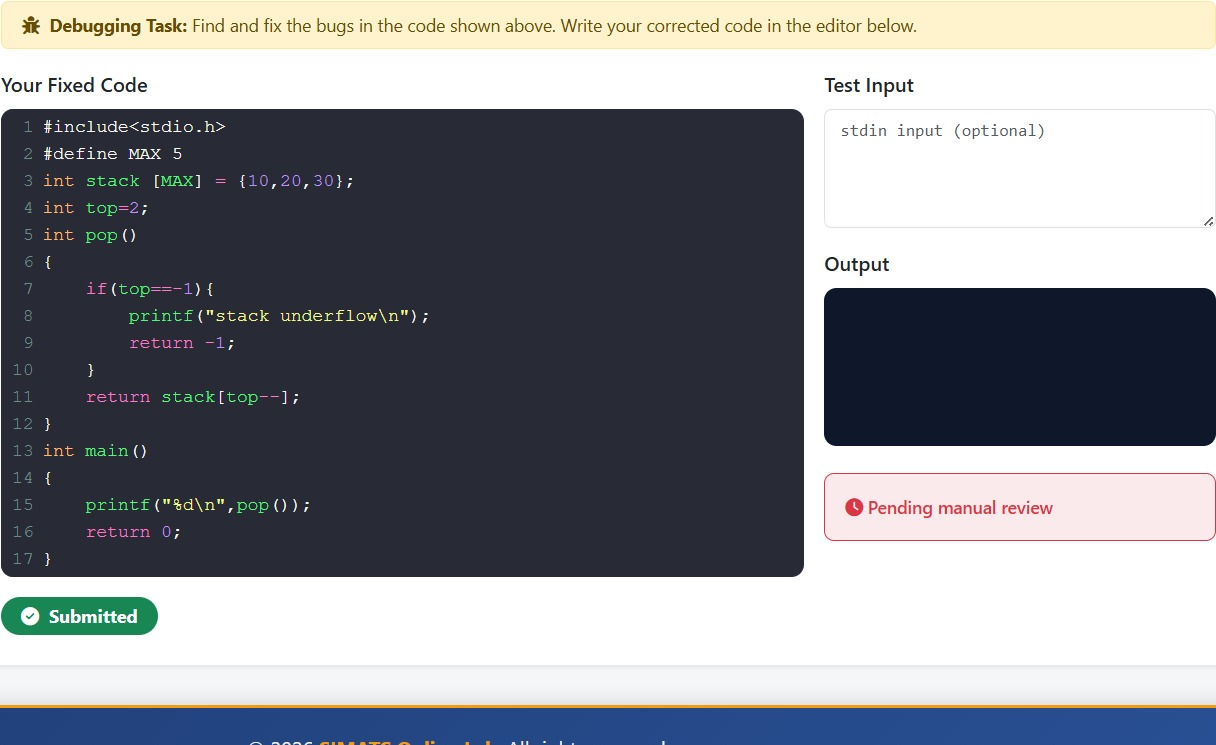 Debugging Task: Find and fix the bugs in the code shown above. Write your corrected code in the editor below.
Your Fixed Code
1 #include<stdio.h>
2 #define MAX 5
3 int stack [MAX] = {10,20,30};
4 int top=2;
5 int pop()
6 {
7     if(top==-1){
8         printf("stack underflow\n");
9         return -1;
10     }
11     return stack[top--];
12 }
13 int main()
14 {
15     printf("%d\n",pop());
16     return 0;
17 }
Submitted
Test Input
stdin input (optional)
Output
Pending manual review
© 2026 SIMATS